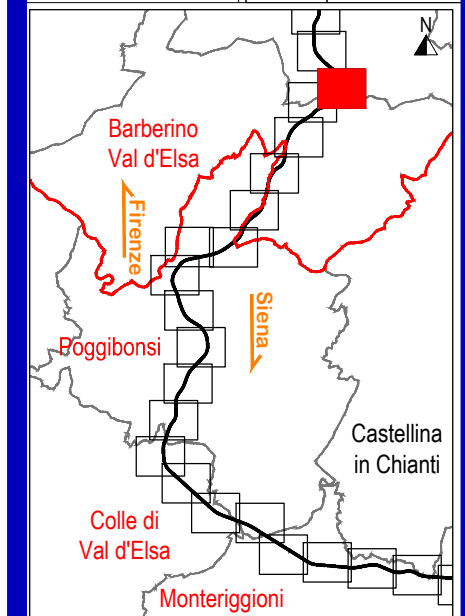 N
Barberino
Val d'Elsa
Firenze
Siena
Poggibonsi
Castellina
in Chianti
Colle di
Val d'Elsa
Monteriggioni